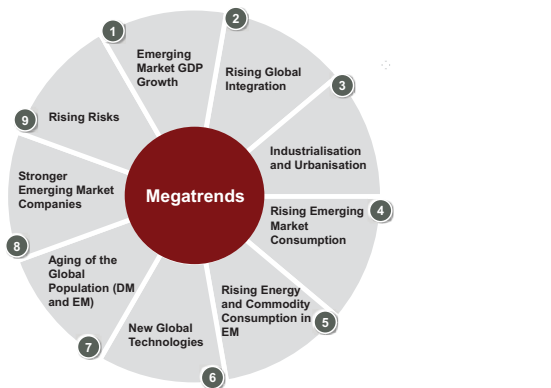 1
Emerging
Market GDP
Growth
2
Rising Global
Integration
3
Industrialisation
and Urbanisation
4
Rising Emerging
Market
Consumption
5
Rising Energy
and Commodity
Consumption in
EM
6
New Global
Technologies
7
Aging of the
Global
Population (DM
and EM)
8
Stronger
Emerging Market
Companies
9
Rising Risks
Megatrends